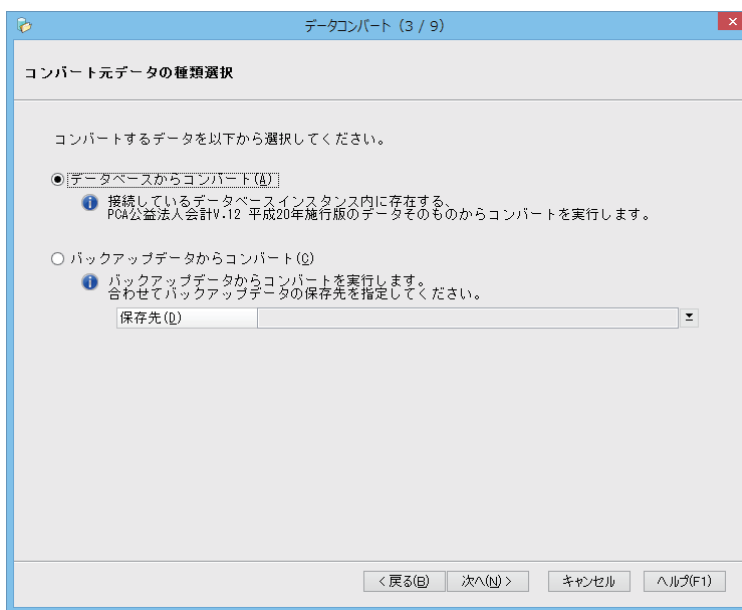 データコンバート (3 / 9)
コンバート元データの種類選択
コンバートするデータを以下から選択してください。
データベースからコンバート(A)
接続しているデータベースインスタンス内に存在する、
PCA公益法人会計V.12 平成20年施行版のデータそのものからコンバートを実行します。
バックアップデータからコンバート(C)
バックアップデータからコンバートを実行します。
合わせてバックアップデータの保存先を指定してください。
保存先(D)
< 戻る(B) 次へ(N) > キャンセル ヘルプ(F1)